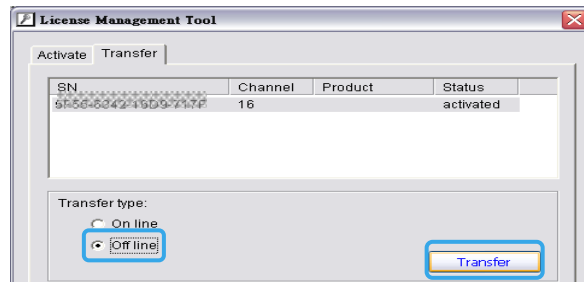 License Management Tool
Activate Transfer
SN Channel Product Status
16 activated
Transfer type:
On line
Off line
Transfer